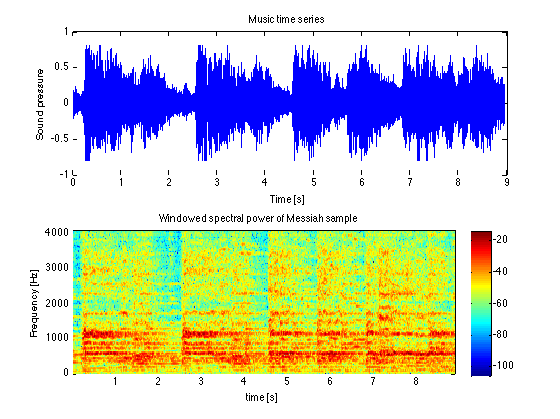 Music time series
1
0.5
0
-0.5
-1
Sound pressure
0 1 2 3 4 5 6 7 8 9
Time [s]
Windowed spectral power of Messiah sample
4000
3000
2000
1000
0
Frequency [Hz]
1 2 3 4 5 6 7 8
time [s]
-20
-40
-60
-80
-100